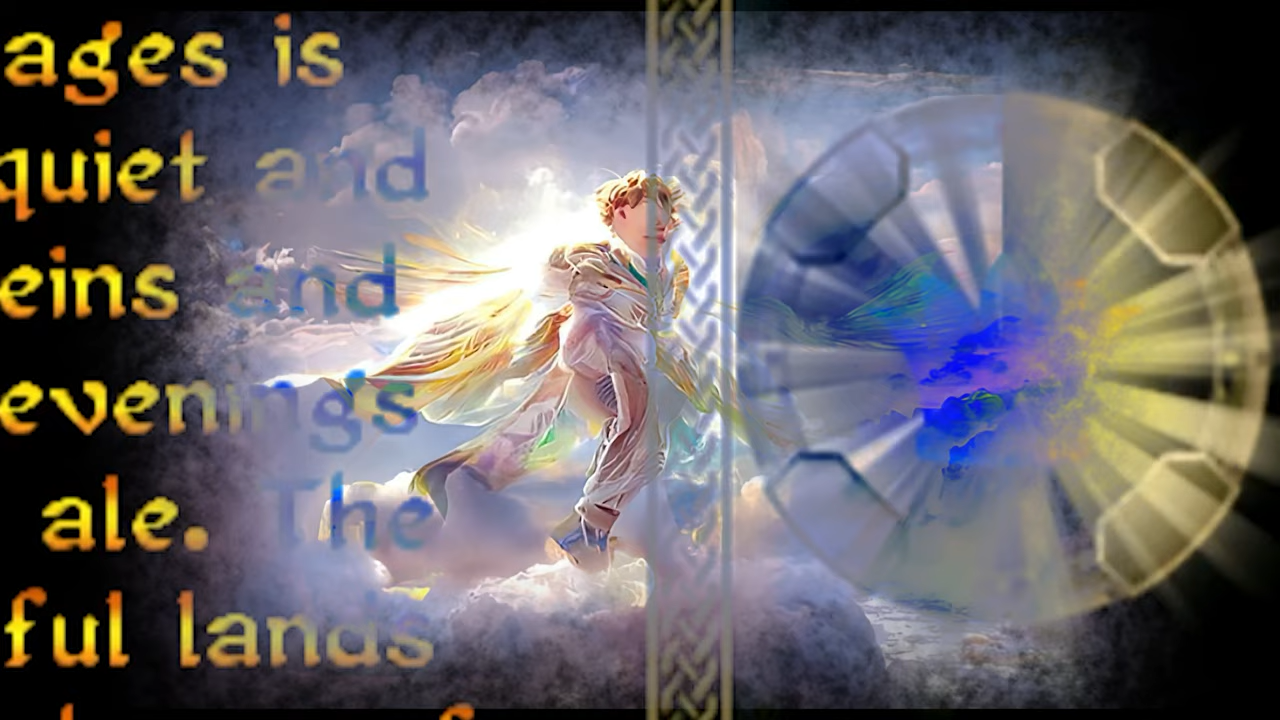 ages is
quiet and
eins and
evening's
ale. The
ful lands